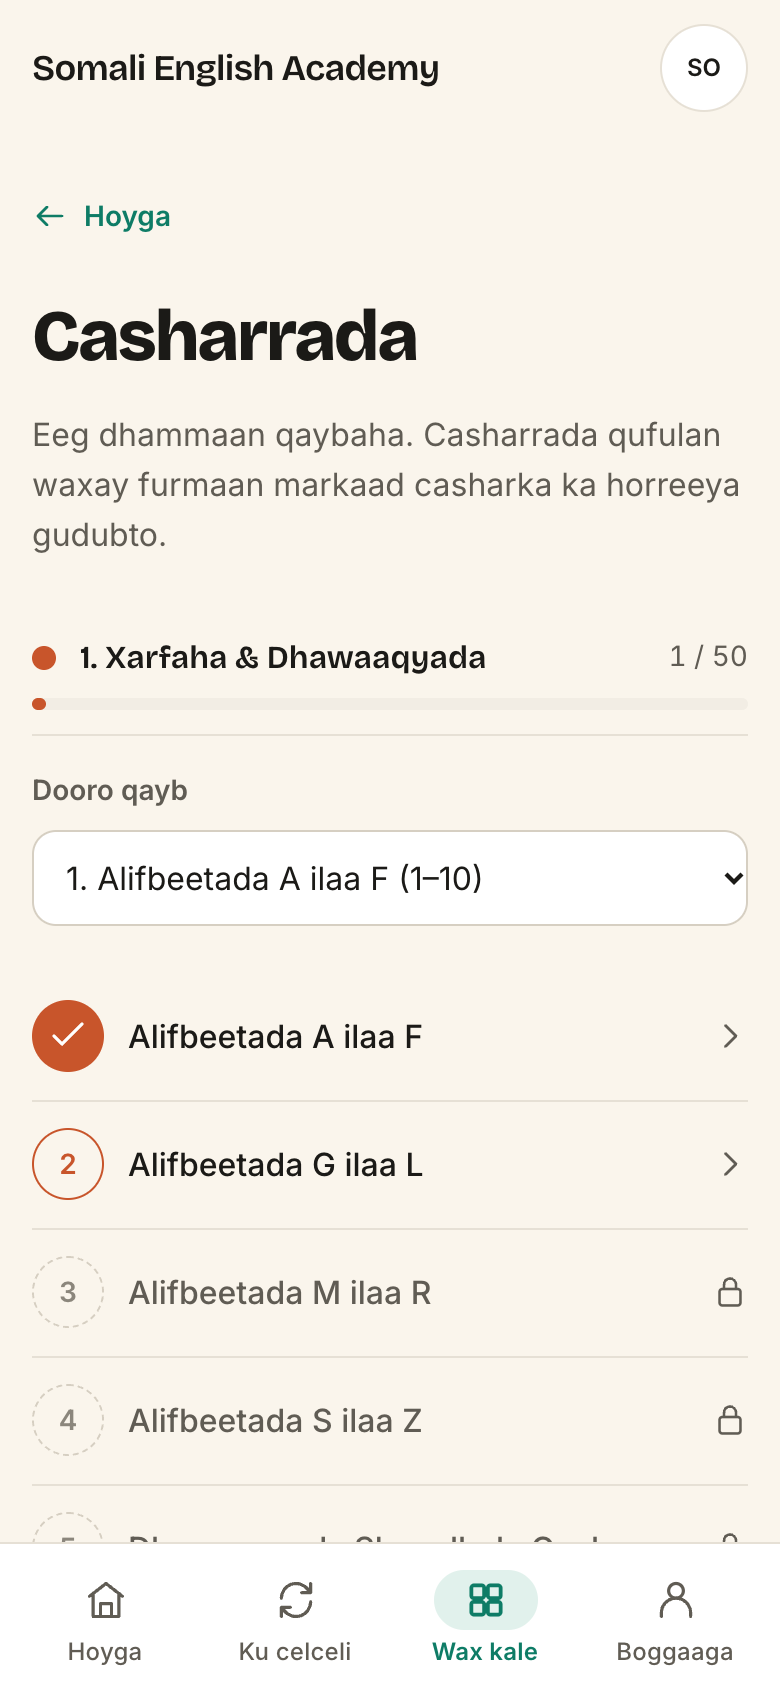 Somali English Academy
SO
Hoyga
Casharrada
Eeg dhammaan qaybaha. Casharrada qufulan
waxay furmaan markaad casharka ka horreeya
gudubto.
1. Xarfaha & Dhawaaqyada
1 / 50
Dooro qayb
1. Alifbeetada A ilaa F (1–10)
Alifbeetada A ilaa F
2
Alifbeetada G ilaa L
3
Alifbeetada M ilaa R
4
Alifbeetada S ilaa Z
Hoyga
Ku celceli
Wax kale
Boggaaga